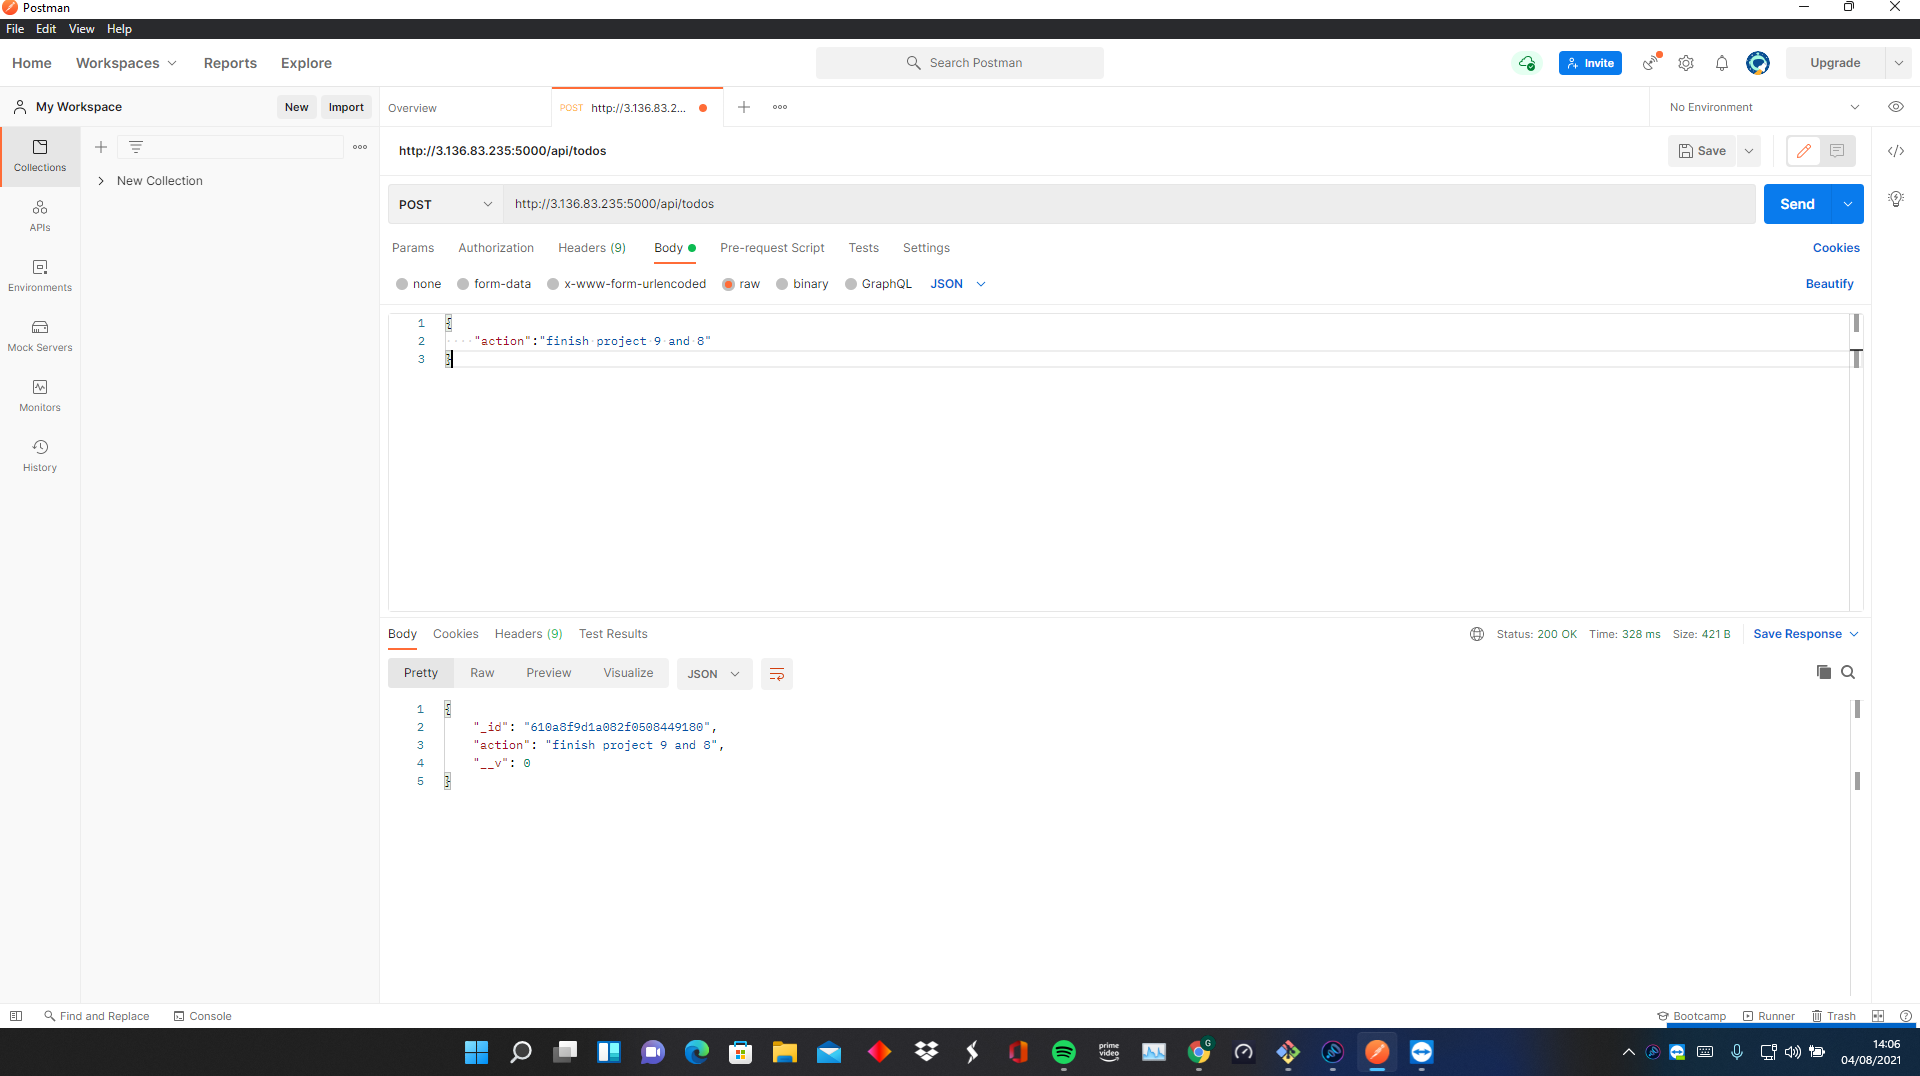 Postman
File Edit View Help
Home Workspaces Reports Explore Search Postman Invite Upgrade
My Workspace New Import Overview POST http://3.136.83.2... No Environment
Collections
New Collection
APIs
Environments
Mock Servers
Monitors
History
http://3.136.83.235:5000/api/todos Save
POST http://3.136.83.235:5000/api/todos Send
Params Authorization Headers (9) Body Pre-request Script Tests Settings Cookies
none form-data x-www-form-urlencoded raw binary GraphQL JSON Beautify
1 {
2 "action":"finish project 9 and 8"
3 }
Body Cookies Headers (9) Test Results Status: 200 OK Time: 328 ms Size: 421 B Save Response
Pretty Raw Preview Visualize JSON
1 {
2 "_id": "610a8f9d1a082f0508449180",
3 "action": "finish project 9 and 8",
4 "__v": 0
5 }
Find and Replace Console Bootcamp Runner Trash
prime video G 14:06
04/08/2021